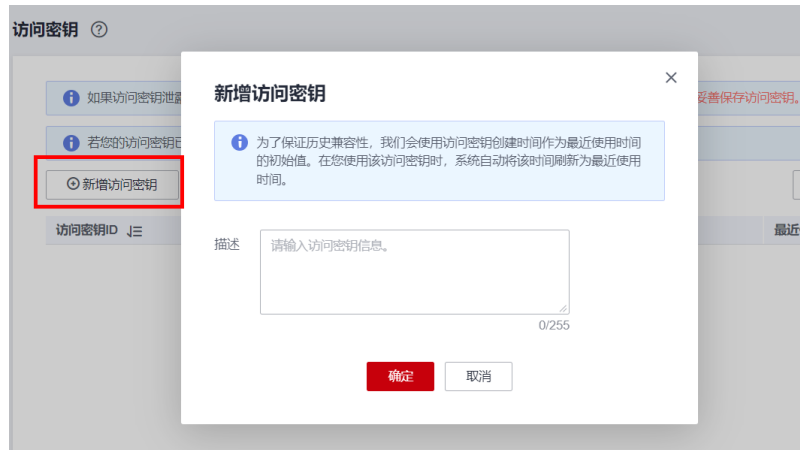 访问密钥
如果访问密钥泄
妥善保存访问密钥。
若您的访问密钥已
新增访问密钥
访问密钥ID
最近
新增访问密钥
为了保证历史兼容性，我们会使用访问密钥创建时间作为最近使用时间
的初始值。在您使用该访问密钥时，系统自动将该时间刷新为最近使用
时间。
描述
请输入访问密钥信息。
0/255
确定
取消